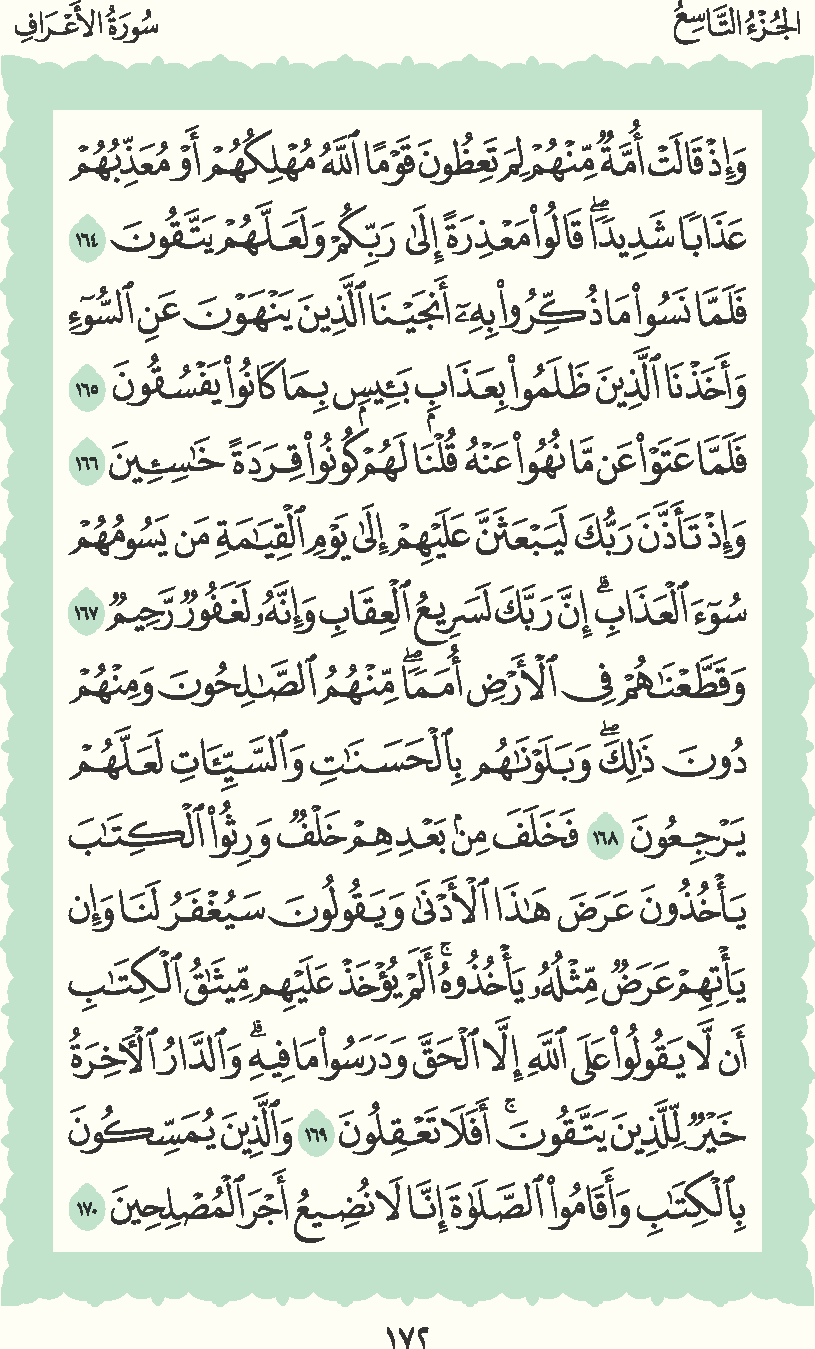 الجُزْءُ التَّاسِعُ
سُورَةُ الأَعْرَافِ
وَإِذْ قَالَتْ أُمَّةٌ مِّنْهُمْ لِمَ تَعِظُونَ قَوْمًا ٱللَّهُ مُهْلِكُهُمْ أَوْ مُعَذِّبُهُمْ
عَذَابًا شَدِيدًاۖ قَالُوا۟ مَعْذِرَةً إِلَىٰ رَبِّكُمْ وَلَعَلَّهُمْ يَتَّقُونَ ١٦٤
فَلَمَّا نَسُوا۟ مَا ذُكِّرُوا۟ بِهِۦٓ أَنجَيْنَا ٱلَّذِينَ يَنْهَوْنَ عَنِ ٱلسُّوٓءِ
وَأَخَذْنَا ٱلَّذِينَ ظَلَمُوا۟ بِعَذَابٍۭ بَـِٔيسٍۭ بِمَا كَانُوا۟ يَفْسُقُونَ ١٦٥
فَلَمَّا عَتَوْا۟ عَن مَّا نُهُوا۟ عَنْهُ قُلْنَا لَهُمْ كُونُوا۟ قِرَدَةً خَـٰسِـِٔينَ ١٦٦
وَإِذْ تَأَذَّنَ رَبُّكَ لَيَبْعَثَنَّ عَلَيْهِمْ إِلَىٰ يَوْمِ ٱلْقِيَـٰمَةِ مَن يَسُومُهُمْ
سُوٓءَ ٱلْعَذَابِۗ إِنَّ رَبَّكَ لَسَرِيعُ ٱلْعِقَابِ وَإِنَّهُۥ لَغَفُورٌ رَّحِيمٌ ١٦٧
وَقَطَّعْنَـٰهُمْ فِى ٱلْأَرْضِ أُمَمًاۖ مِّنْهُمُ ٱلصَّـٰلِحُونَ وَمِنْهُمْ
دُونَ ذَٰلِكَۖ وَبَلَوْنَـٰهُم بِٱلْحَسَنَـٰتِ وَٱلسَّيِّـَٔاتِ لَعَلَّهُمْ
يَرْجِعُونَ ١٦٨ فَخَلَفَ مِنۢ بَعْدِهِمْ خَلْفٌ وَرِثُوا۟ ٱلْكِتَـٰبَ
يَأْخُذُونَ عَرَضَ هَـٰذَا ٱلْأَدْنَىٰ وَيَقُولُونَ سَيُغْفَرُ لَنَا وَإِن
يَأْتِهِمْ عَرَضٌ مِّثْلُهُۥ يَأْخُذُوهُۚ أَلَمْ يُؤْخَذْ عَلَيْهِم مِّيثَـٰقُ ٱلْكِتَـٰبِ
أَن لَّا يَقُولُوا۟ عَلَى ٱللَّهِ إِلَّا ٱلْحَقَّ وَدَرَسُوا۟ مَا فِيهِۗ وَٱلدَّارُ ٱلْـَٔاخِرَةُ
خَيْرٌ لِّلَّذِينَ يَتَّقُونَۚ أَفَلَا تَعْقِلُونَ ١٦٩ وَٱلَّذِينَ يُمَسِّكُونَ
بِٱلْكِتَـٰبِ وَأَقَامُوا۟ ٱلصَّلَوٰةَ إِنَّا لَا نُضِيعُ أَجْرَ ٱلْمُصْلِحِينَ ١٧٠
١٧٢